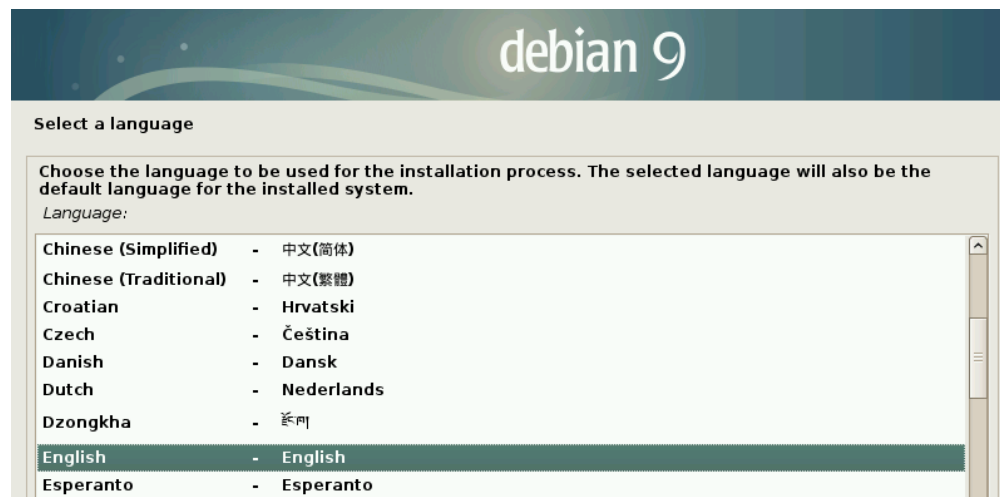 debian 9
Select a language
Choose the language to be used for the installation process. The selected language will also be the
default language for the installed system.
Language:
Chinese (Simplified) - 中文(简体)
Chinese (Traditional) - 中文(繁體)
Croatian - Hrvatski
Czech - Čeština
Danish - Dansk
Dutch - Nederlands
Dzongkha - རྫོང་ཁ།
English - English
Esperanto - Esperanto